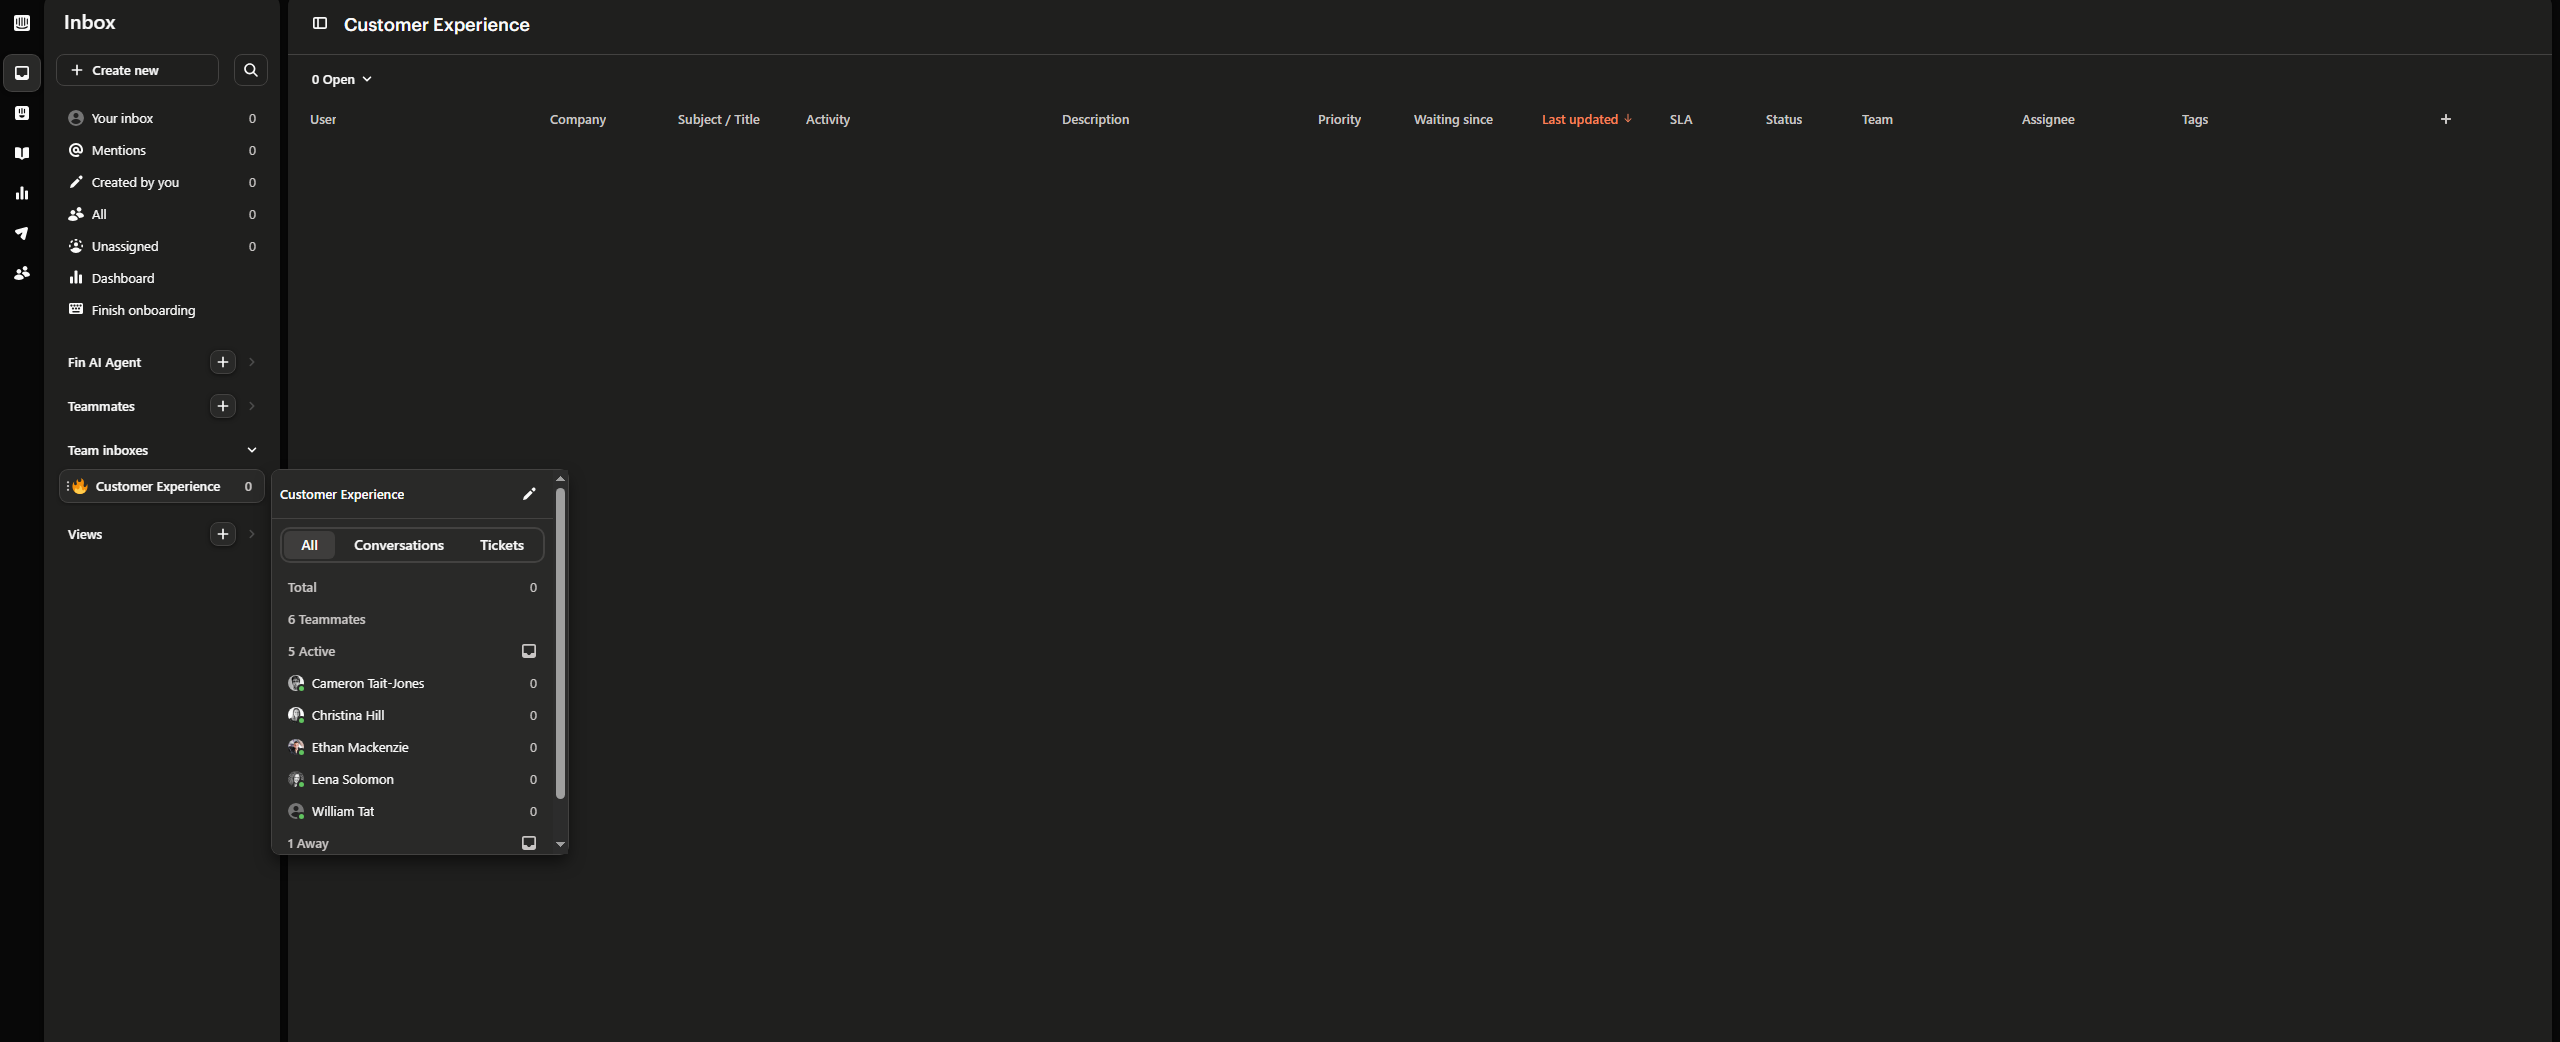 Inbox
Create new
Your inbox 0
Mentions 0
Created by you 0
All 0
Unassigned 0
Dashboard
Finish onboarding
Fin AI Agent
Teammates
Team inboxes
Customer Experience 0
Views
Customer Experience
0 Open
User Company Subject / Title Activity Description Priority Waiting since Last updated SLA Status Team Assignee Tags
Customer Experience
All Conversations Tickets
Total 0
6 Teammates
5 Active
Cameron Tait-Jones 0
Christina Hill 0
Ethan Mackenzie 0
Lena Solomon 0
William Tat 0
1 Away